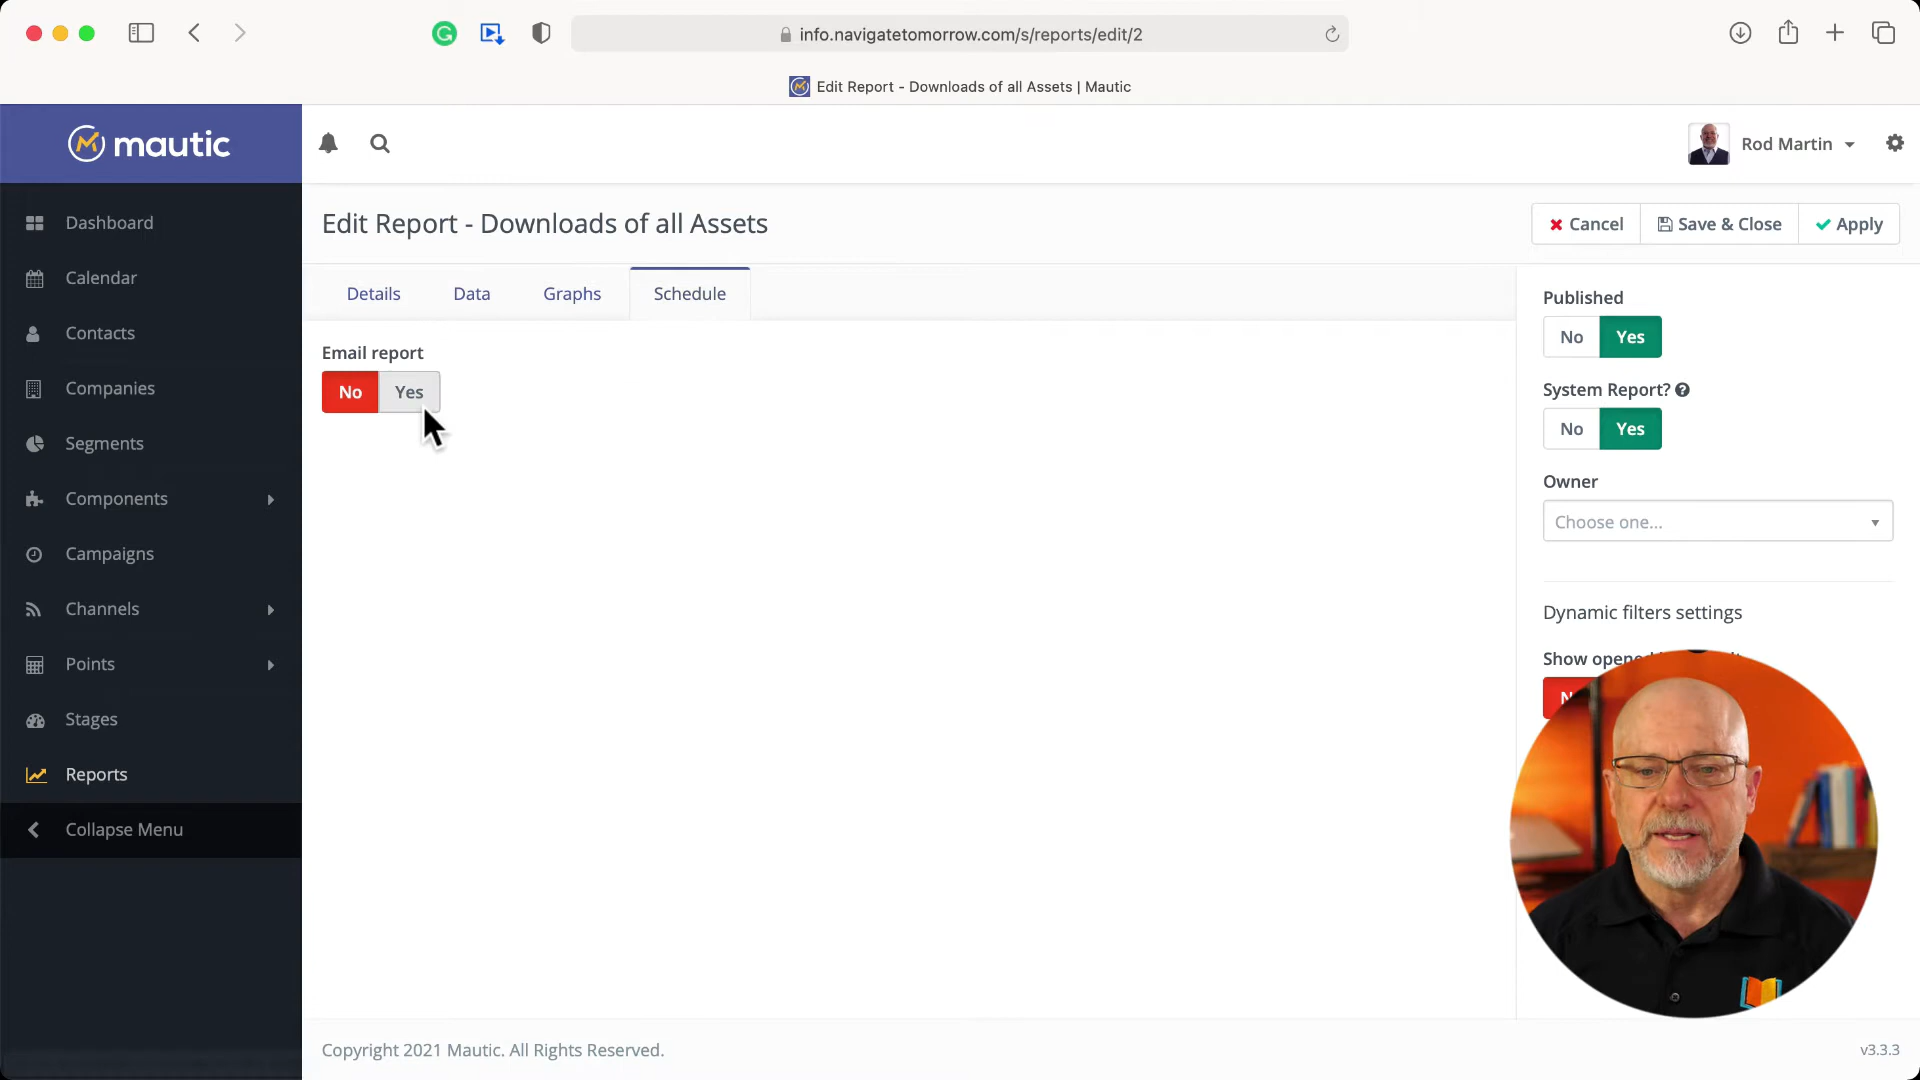 info.navigatetomorrow.com/s/reports/edit/2
Edit Report - Downloads of all Assets | Mautic
mautic
Rod Martin
Dashboard
Calendar
Contacts
Companies
Segments
Components
Campaigns
Channels
Points
Stages
Reports
Collapse Menu
Edit Report - Downloads of all Assets
Cancel
Save & Close
Apply
Details
Data
Graphs
Schedule
Email report
No
Yes
Published
No
Yes
System Report?
No
Yes
Owner
Choose one...
Dynamic filters settings
Show
Copyright 2021 Mautic. All Rights Reserved.
v3.3.3